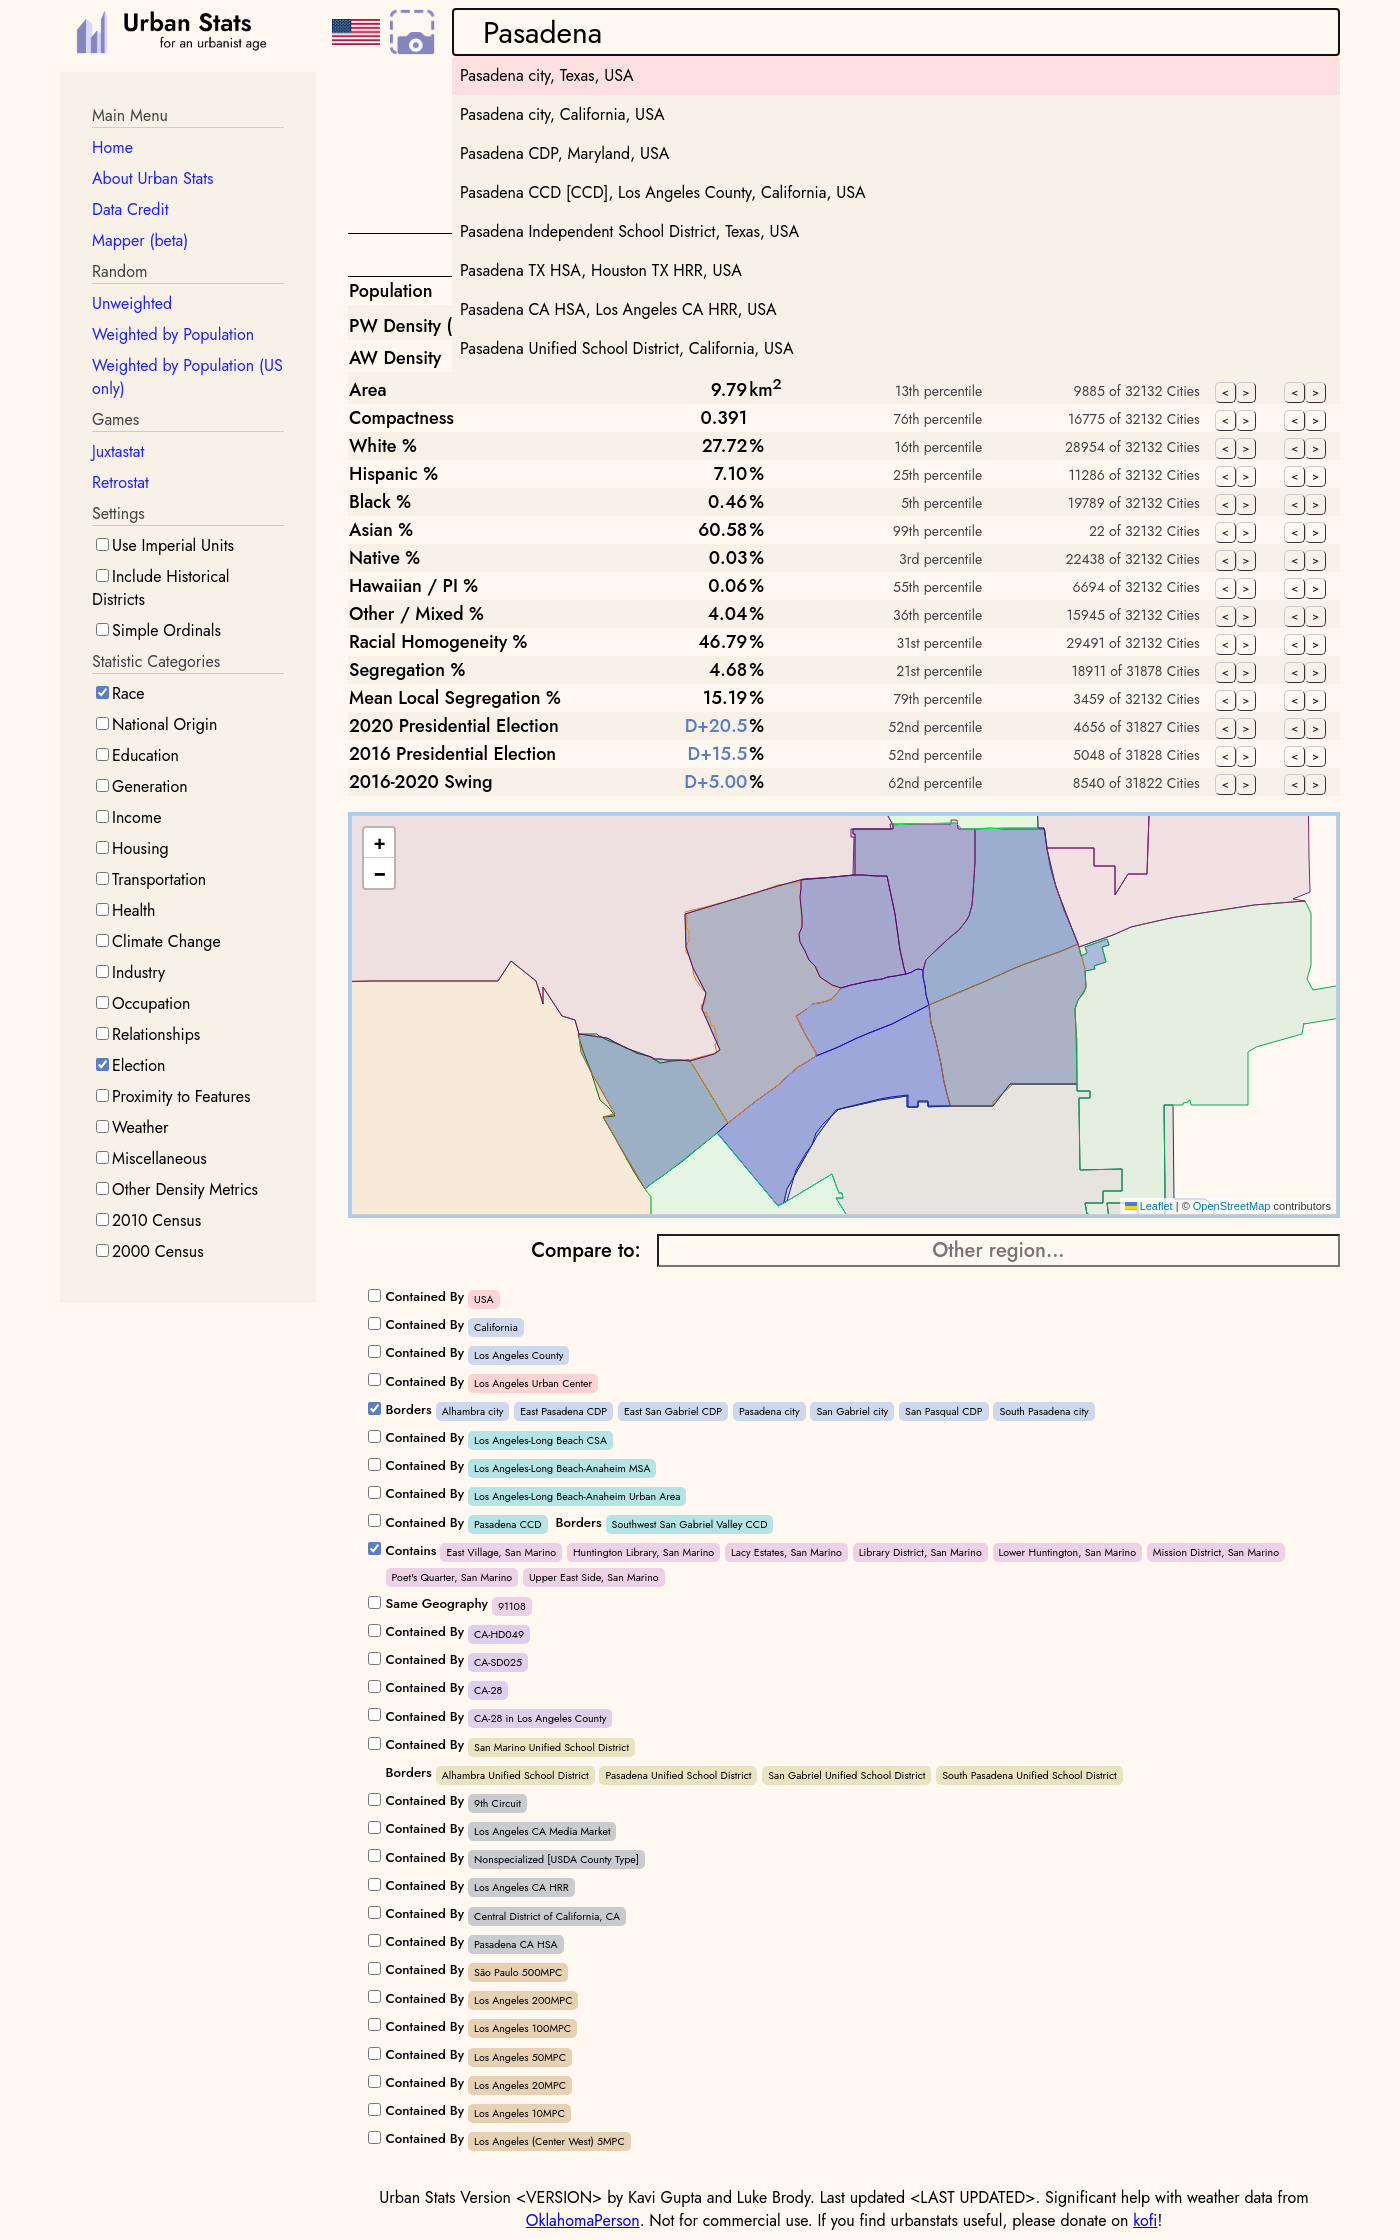 Urban Stats
for an urbanist age
Pasadena
Pasadena city, Texas, USA
Pasadena city, California, USA
Pasadena CDP, Maryland, USA
Pasadena CCD [CCD], Los Angeles County, California, USA
Pasadena Independent School District, Texas, USA
Pasadena TX HSA, Houston TX HRR, USA
Pasadena CA HSA, Los Angeles CA HRR, USA
Pasadena Unified School District, California, USA
Main Menu
Home
About Urban Stats
Data Credit
Mapper (beta)
Random
Unweighted
Weighted by Population
Weighted by Population (US
only)
Games
Juxtastat
Retrostat
Settings
Use Imperial Units
Include Historical
Districts
Simple Ordinals
Statistic Categories
Race
National Origin
Education
Generation
Income
Housing
Transportation
Health
Climate Change
Industry
Occupation
Relationships
Election
Proximity to Features
Weather
Miscellaneous
Other Density Metrics
2010 Census
2000 Census
Population
PW Density (
AW Density
Area 9.79 km² 13th percentile 9885 of 32132 Cities < > < >
Compactness 0.391 76th percentile 16775 of 32132 Cities < > < >
White % 27.72% 16th percentile 28954 of 32132 Cities < > < >
Hispanic % 7.10% 25th percentile 11286 of 32132 Cities < > < >
Black % 0.46% 5th percentile 19789 of 32132 Cities < > < >
Asian % 60.58% 99th percentile 22 of 32132 Cities < > < >
Native % 0.03% 3rd percentile 22438 of 32132 Cities < > < >
Hawaiian / PI % 0.06% 55th percentile 6694 of 32132 Cities < > < >
Other / Mixed % 4.04% 36th percentile 15945 of 32132 Cities < > < >
Racial Homogeneity % 46.79% 31st percentile 29491 of 32132 Cities < > < >
Segregation % 4.68% 21st percentile 18911 of 31878 Cities < > < >
Mean Local Segregation % 15.19% 79th percentile 3459 of 32132 Cities < > < >
2020 Presidential Election D+20.5% 52nd percentile 4656 of 31827 Cities < > < >
2016 Presidential Election D+15.5% 52nd percentile 5048 of 31828 Cities < > < >
2016-2020 Swing D+5.00% 62nd percentile 8540 of 31822 Cities < > < >
+
−
Leaflet | © OpenStreetMap contributors
Compare to: Other region...
Contained By USA
Contained By California
Contained By Los Angeles County
Contained By Los Angeles Urban Center
Borders Alhambra city East Pasadena CDP East San Gabriel CDP Pasadena city San Gabriel city San Pasqual CDP South Pasadena city
Contained By Los Angeles-Long Beach CSA
Contained By Los Angeles-Long Beach-Anaheim MSA
Contained By Los Angeles-Long Beach-Anaheim Urban Area
Contained By Pasadena CCD Borders Southwest San Gabriel Valley CCD
Contains East Village, San Marino Huntington Library, San Marino Lacy Estates, San Marino Library District, San Marino Lower Huntington, San Marino Mission District, San Marino
Poet's Quarter, San Marino Upper East Side, San Marino
Same Geography 91108
Contained By CA-HD049
Contained By CA-SD025
Contained By CA-28
Contained By CA-28 in Los Angeles County
Contained By San Marino Unified School District
Borders Alhambra Unified School District Pasadena Unified School District San Gabriel Unified School District South Pasadena Unified School District
Contained By 9th Circuit
Contained By Los Angeles CA Media Market
Contained By Nonspecialized [USDA County Type]
Contained By Los Angeles CA HRR
Contained By Central District of California, CA
Contained By Pasadena CA HSA
Contained By São Paulo 500MPC
Contained By Los Angeles 200MPC
Contained By Los Angeles 100MPC
Contained By Los Angeles 50MPC
Contained By Los Angeles 20MPC
Contained By Los Angeles 10MPC
Contained By Los Angeles (Center West) 5MPC
Urban Stats Version <VERSION> by Kavi Gupta and Luke Brody. Last updated <LAST UPDATED>. Significant help with weather data from
OklahomaPerson. Not for commercial use. If you find urbanstats useful, please donate on kofi!